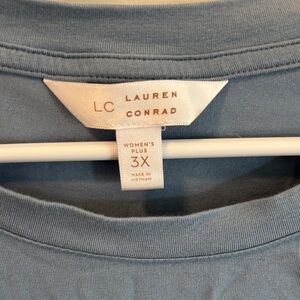 LC LAUREN
CONRAD
WOMEN'S
PLUS
3X
MADE IN
VIETNAM